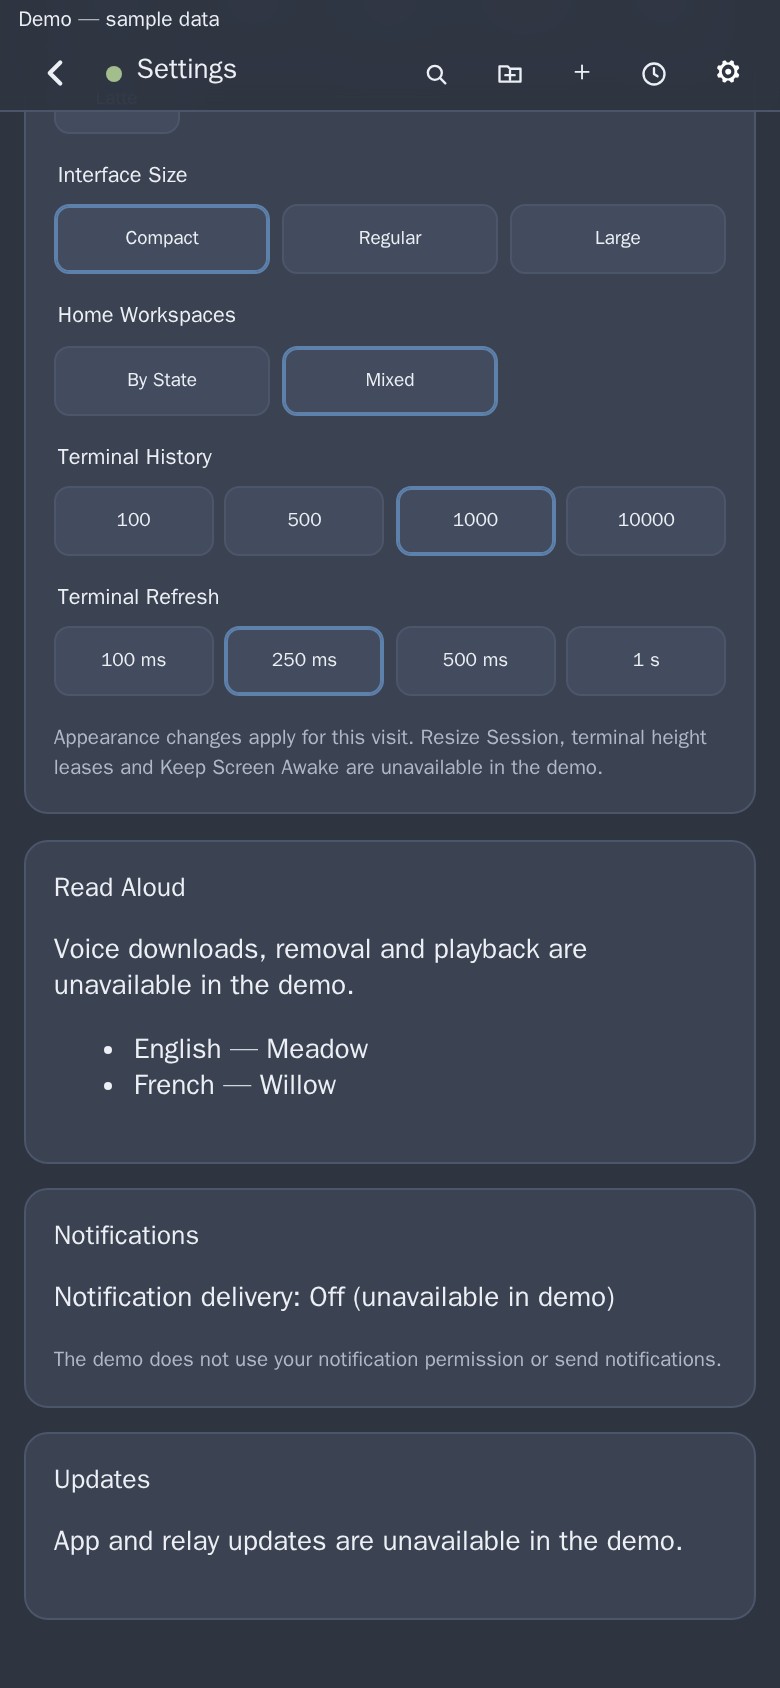 Demo — sample data
Settings
Interface Size
Compact Regular Large
Home Workspaces
By State Mixed
Terminal History
100 500 1000 10000
Terminal Refresh
100 ms 250 ms 500 ms 1 s
Appearance changes apply for this visit. Resize Session, terminal height
leases and Keep Screen Awake are unavailable in the demo.
Read Aloud
Voice downloads, removal and playback are
unavailable in the demo.
• English — Meadow
• French — Willow
Notifications
Notification delivery: Off (unavailable in demo)
The demo does not use your notification permission or send notifications.
Updates
App and relay updates are unavailable in the demo.